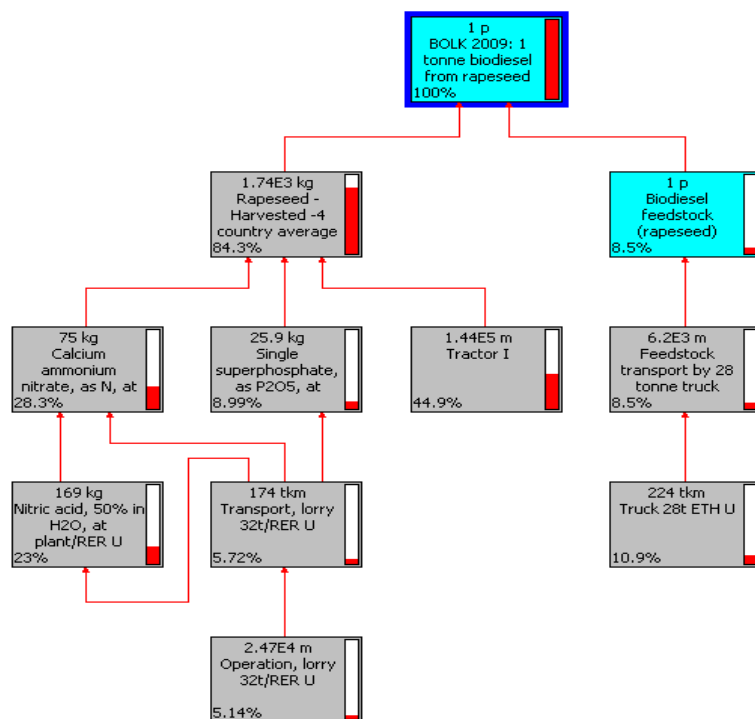 1 p
BOLK 2009: 1
tonne biodiesel
from rapeseed
100%
1.74E3 kg
Rapeseed -
Harvested -4
country average
84.3%
1 p
Biodiesel
feedstock
(rapeseed)
8.5%
75 kg
Calcium
ammonium
nitrate, as N, at
28.3%
25.9 kg
Single
superphosphate,
as P2O5, at
8.99%
1.44E5 m
Tractor I
44.9%
6.2E3 m
Feedstock
transport by 28
tonne truck
8.5%
169 kg
Nitric acid, 50% in
H2O, at
plant/RER U
23%
174 tkm
Transport, lorry
32t/RER U
5.72%
224 tkm
Truck 28t ETH U
10.9%
2.47E4 m
Operation, lorry
32t/RER U
5.14%